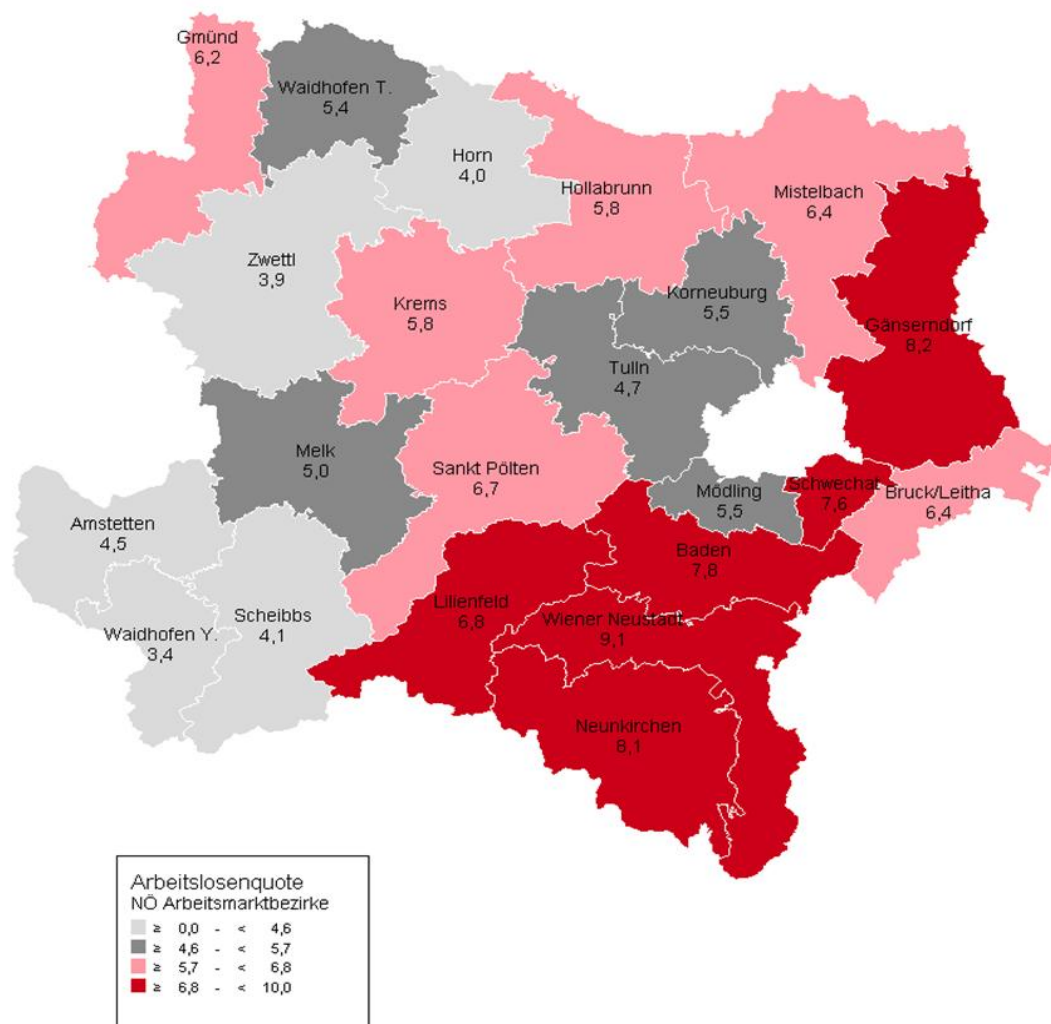 Gmünd
6,2
Waidhofen T.
5,4
Horn
4,0
Hollabrunn
5,8
Mistelbach
6,4
Zwettl
3,9
Krems
5,8
Korneuburg
5,5
Gänserndorf
8,2
Tulln
4,7
Melk
5,0
Sankt Pölten
6,7
Mödling
5,5
Schwechat
7,6
Bruck/Leitha
6,4
Amstetten
4,5
Baden
7,8
Lilienfeld
6,8
Scheibbs
4,1
Wiener Neustadt
9,1
Waidhofen Y.
3,4
Neunkirchen
8,1
Arbeitslosenquote
NÖ Arbeitsmarktbezirke
≥ 0,0 - < 4,6
≥ 4,6 - < 5,7
≥ 5,7 - < 6,8
≥ 6,8 - < 10,0